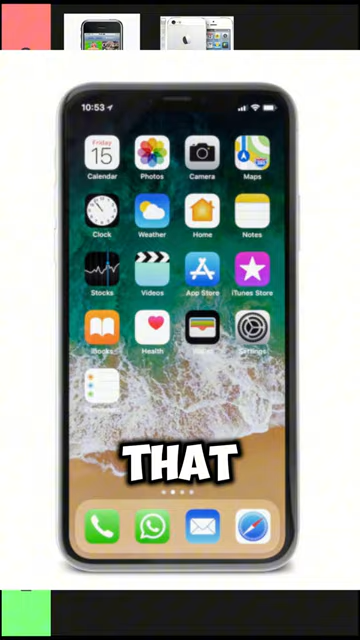 10:53
Friday
15
Calendar Photos Camera Maps
Clock Weather Home Notes
Stocks Videos App Store iTunes Store
iBooks Health Settings
THAT